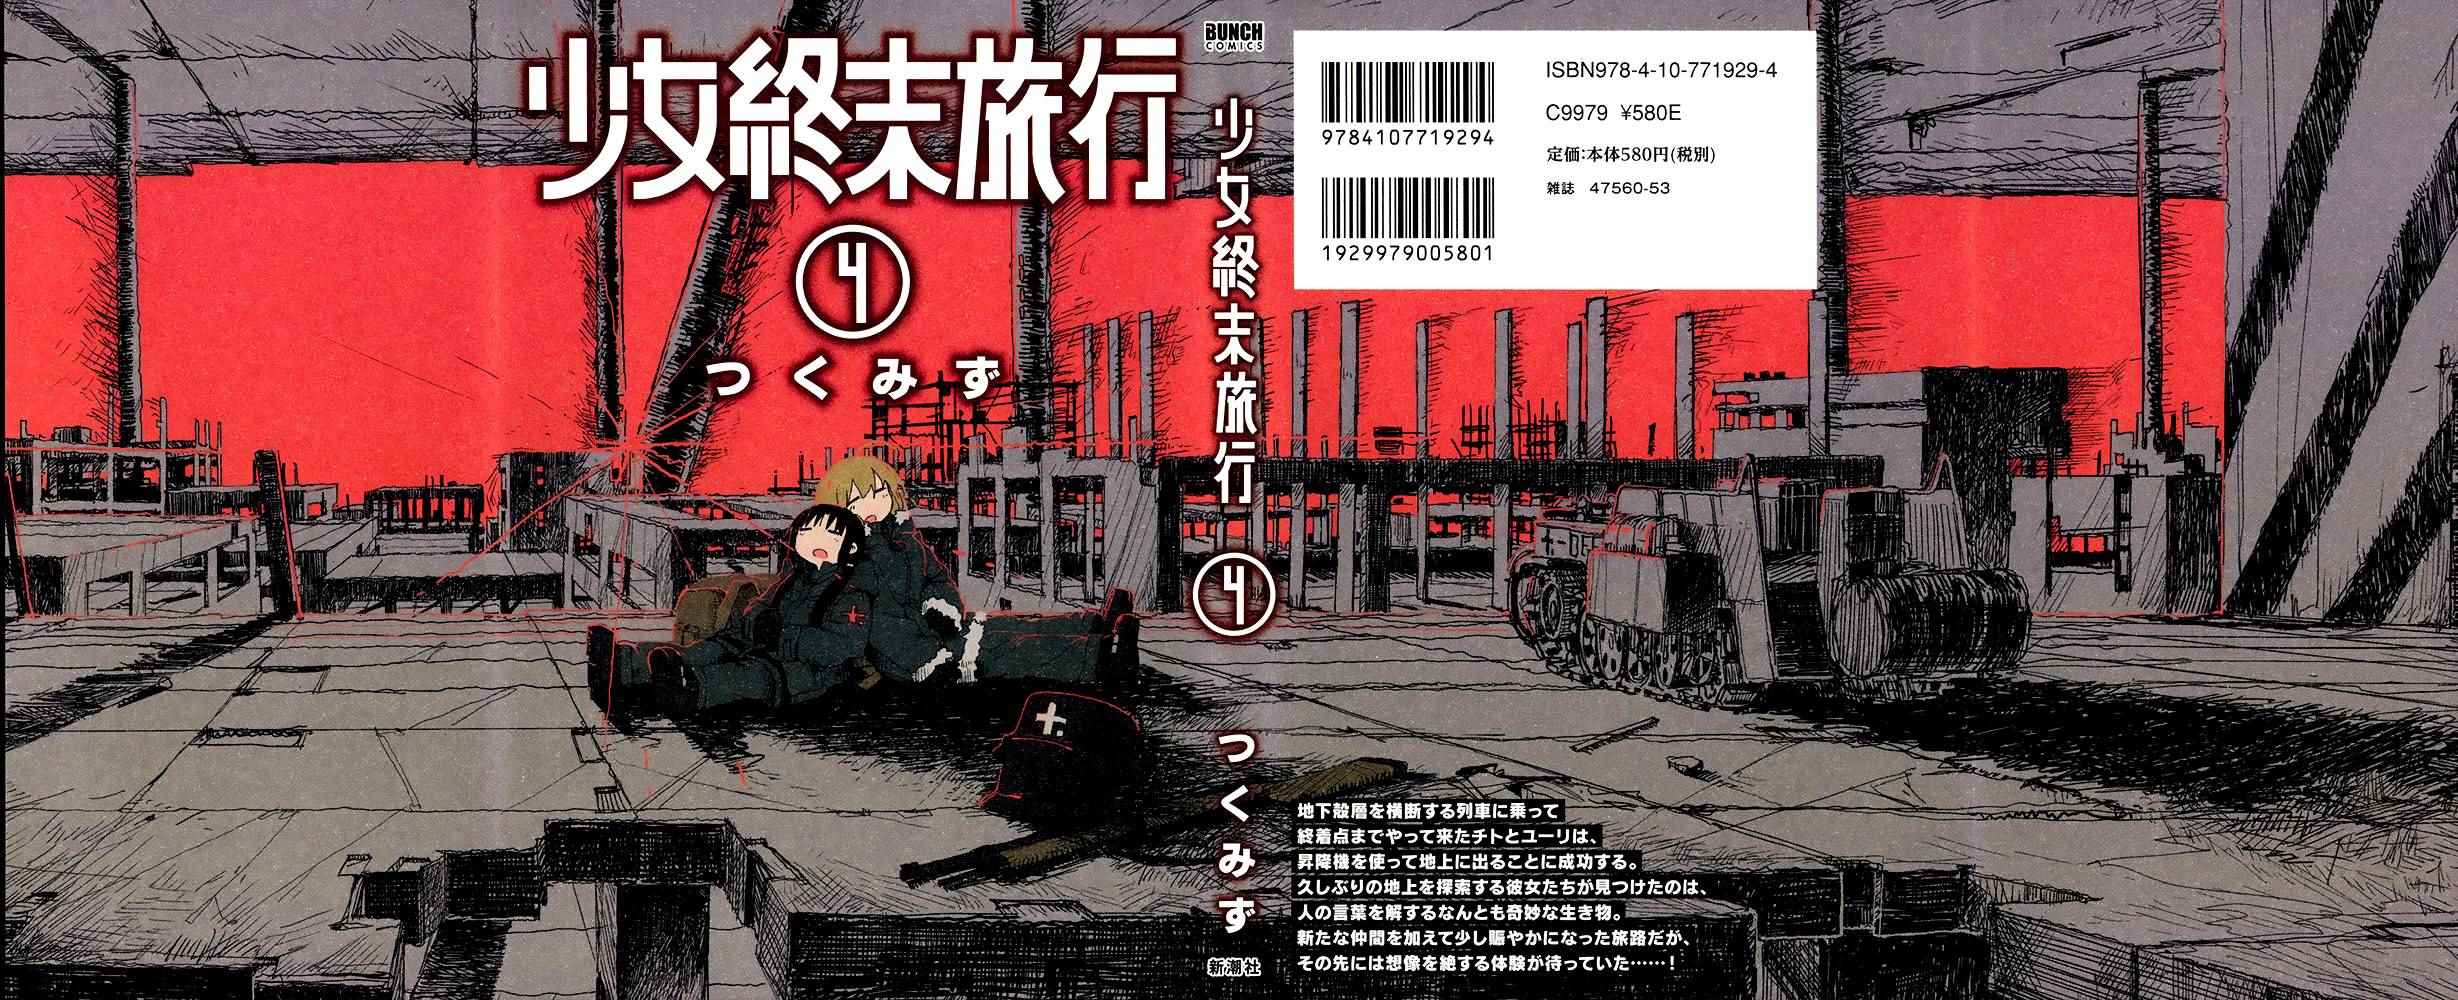 少女終末旅行
4
つくみず
BUNCH
COMICS
少女終末旅行
4
つくみず
新潮社
9784107719294
1929979005801
ISBN978-4-10-771929-4
C9979 ¥580E
定価:本体580円(税別)
雑誌 47560-53
地下殻層を横断する列車に乗って
終着点までやって来たチトとユーリは、
昇降機を使って地上に出ることに成功する。
久しぶりの地上を探索する彼女たちが見つけたのは、
人の言葉を解するなんとも奇妙な生き物。
新たな仲間を加えて少し賑やかになった旅路だが、
その先には想像を絶する体験が待っていた……!